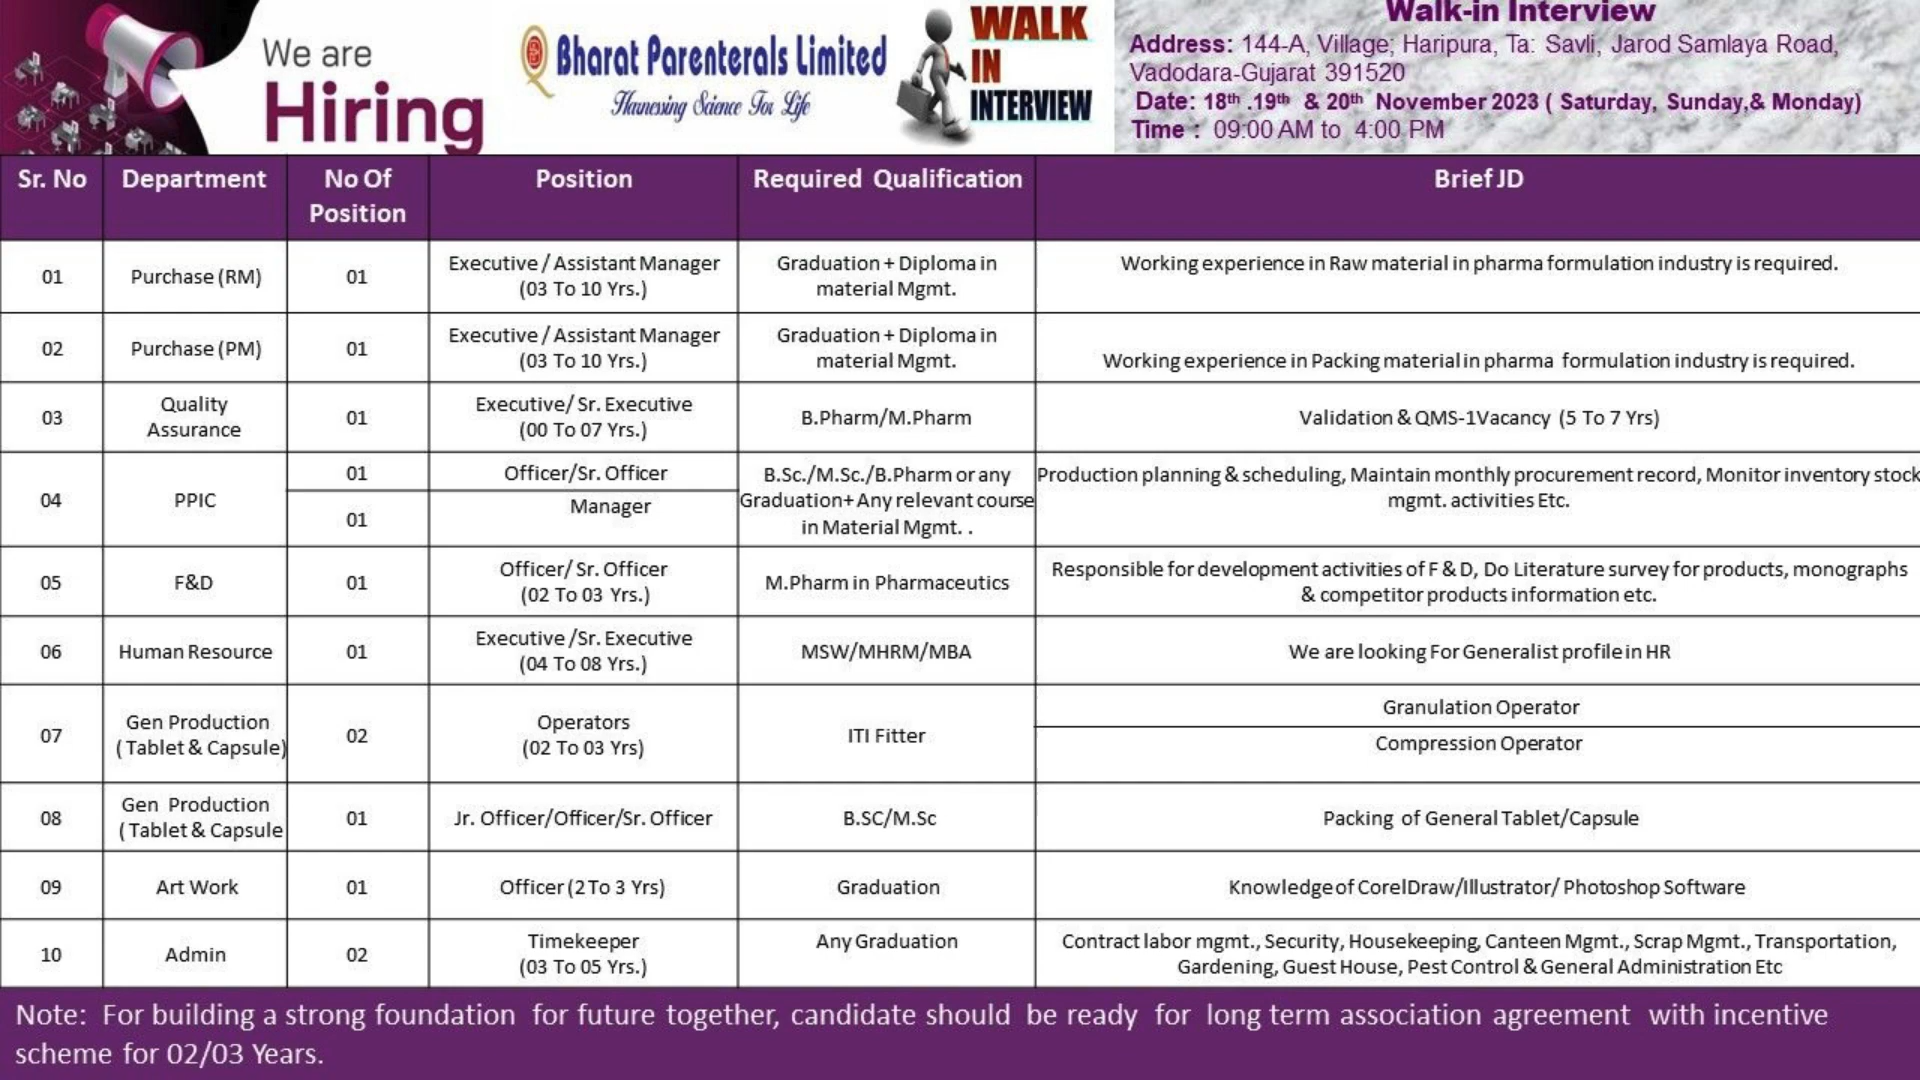 We are
Hiring
Bharat Parenterals Limited
Harnessing Science For Life
WALK
IN
INTERVIEW
Walk-in Interview
Address: 144-A, Village; Haripura, Ta: Savli, Jarod Samlaya Road,
Vadodara-Gujarat 391520
Date: 18th .19th & 20th November 2023 ( Saturday, Sunday,& Monday)
Time : 09:00 AM to 4:00 PM
Sr. No Department No Of Position Position Required Qualification Brief JD
01 Purchase (RM) 01 Executive / Assistant Manager (03 To 10 Yrs.) Graduation + Diploma in material Mgmt. Working experience in Raw material in pharma formulation industry is required.
02 Purchase (PM) 01 Executive / Assistant Manager (03 To 10 Yrs.) Graduation + Diploma in material Mgmt. Working experience in Packing material in pharma formulation industry is required.
03 Quality Assurance 01 Executive/ Sr. Executive (00 To 07 Yrs.) B.Pharm/M.Pharm Validation & QMS-1Vacancy (5 To 7 Yrs)
04 PPIC 01 Officer/Sr. Officer 01 Manager B.Sc./M.Sc./B.Pharm or any Graduation+ Any relevant course in Material Mgmt. . Production planning & scheduling, Maintain monthly procurement record, Monitor inventory stock mgmt. activities Etc.
05 F&D 01 Officer/ Sr. Officer (02 To 03 Yrs.) M.Pharm in Pharmaceutics Responsible for development activities of F & D, Do Literature survey for products, monographs & competitor products information etc.
06 Human Resource 01 Executive /Sr. Executive (04 To 08 Yrs.) MSW/MHRM/MBA We are looking For Generalist profile in HR
07 Gen Production ( Tablet & Capsule) 02 Operators (02 To 03 Yrs) ITI Fitter Granulation Operator Compression Operator
08 Gen Production ( Tablet & Capsule 01 Jr. Officer/Officer/Sr. Officer B.SC/M.Sc Packing of General Tablet/Capsule
09 Art Work 01 Officer (2 To 3 Yrs) Graduation Knowledge of CorelDraw/Illustrator/ Photoshop Software
10 Admin 02 Timekeeper (03 To 05 Yrs.) Any Graduation Contract labor mgmt., Security, Housekeeping, Canteen Mgmt., Scrap Mgmt., Transportation, Gardening, Guest House, Pest Control & General Administration Etc
Note: For building a strong foundation for future together, candidate should be ready for long term association agreement with incentive
scheme for 02/03 Years.